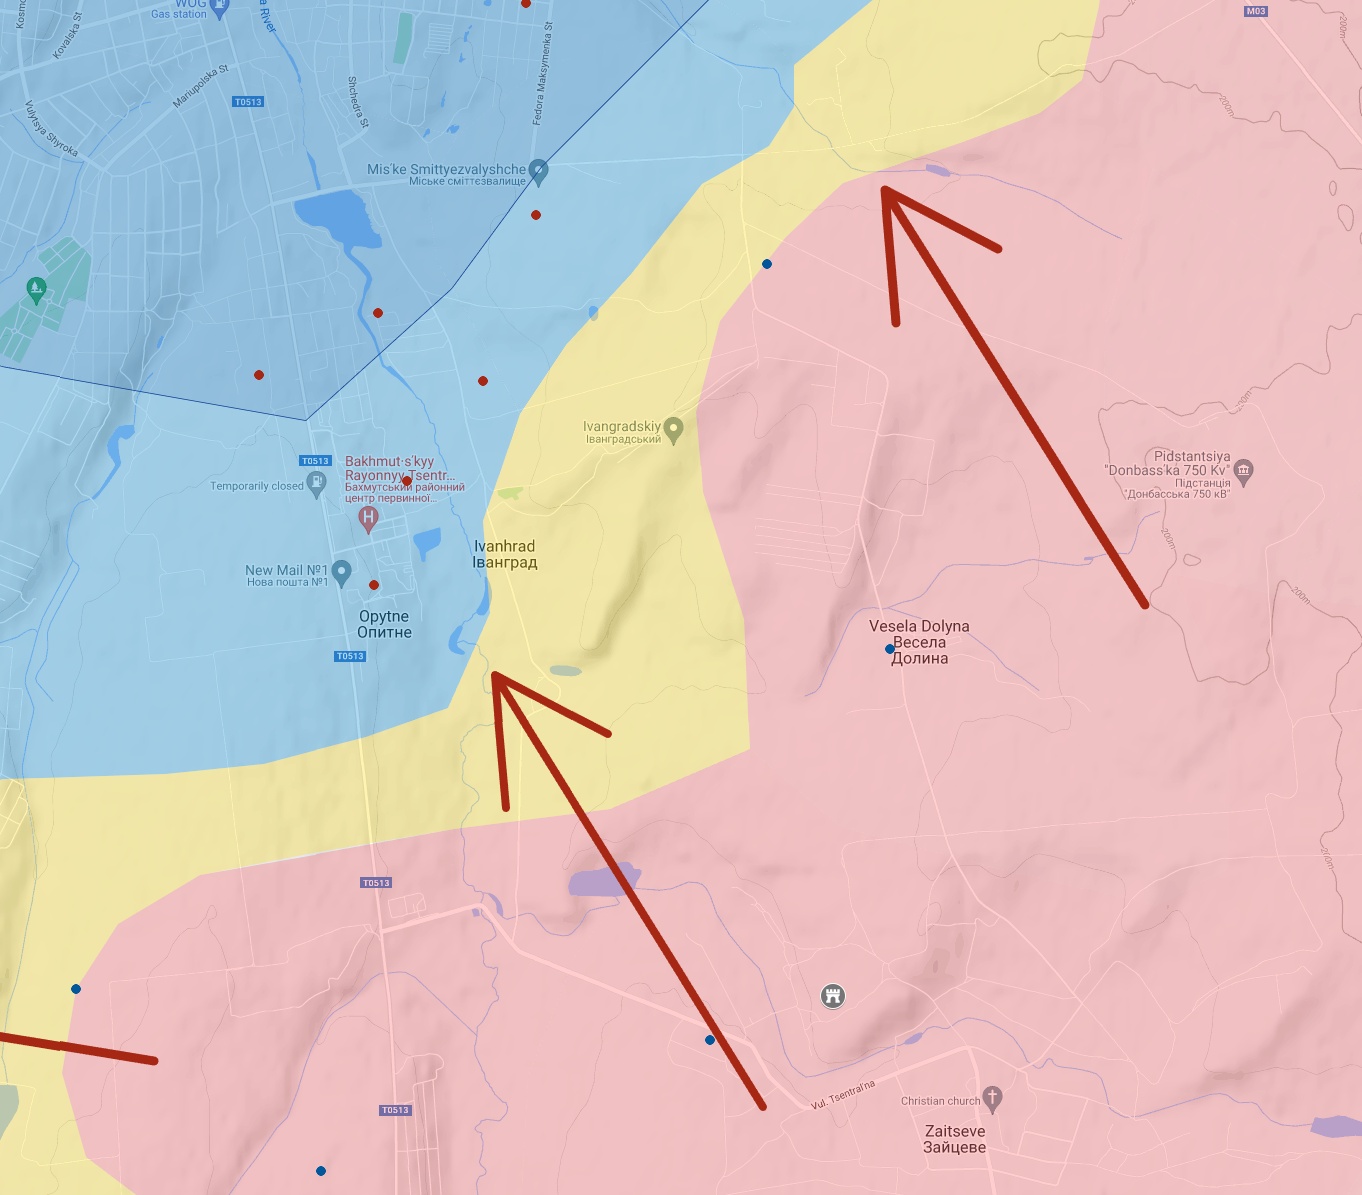 WOG
Gas station
Kovalska St
Mariupolska St
Vulytsya Shyroka
T0513
Shchedra St
Fedora Maksymenka St
M03
200m
200m
Mis'ke Smittyezvalyshche
Міське сміттєзвалище
Ivangradskiy
Іванградський
200m
Pidstantsiya
"Donbass'ka 750 Kv"
Підстанція
"Донбасська 750 кВ"
T0513
Temporarily closed
Bakhmut·s'kyy
Rayonnyy Tsentr...
Бахмутський районний
центр первинної...
200m
Ivanhrad
Іванград
New Mail №1
Нова пошта №1
200m
Opytne
Опитне
T0513
Vesela Dolyna
Весела
Долина
200m
T0513
Vul. Tsentral'na
Christian church
T0513
Zaitseve
Зайцеве